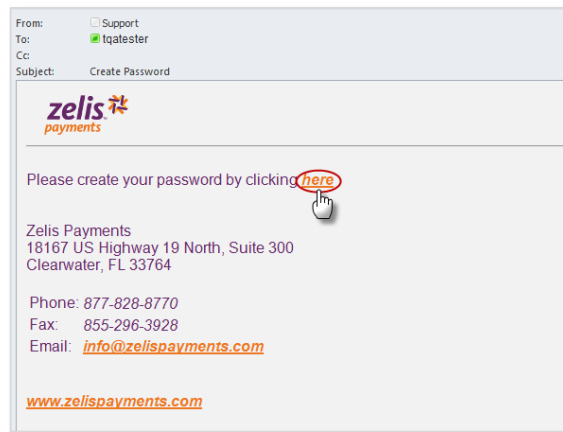 From: Support
To: tqatester
Cc:
Subject: Create Password
zelis
payments
Please create your password by clicking here
Zelis Payments
18167 US Highway 19 North, Suite 300
Clearwater, FL 33764
Phone: 877-828-8770
Fax: 855-296-3928
Email: info@zelispayments.com
www.zelispayments.com